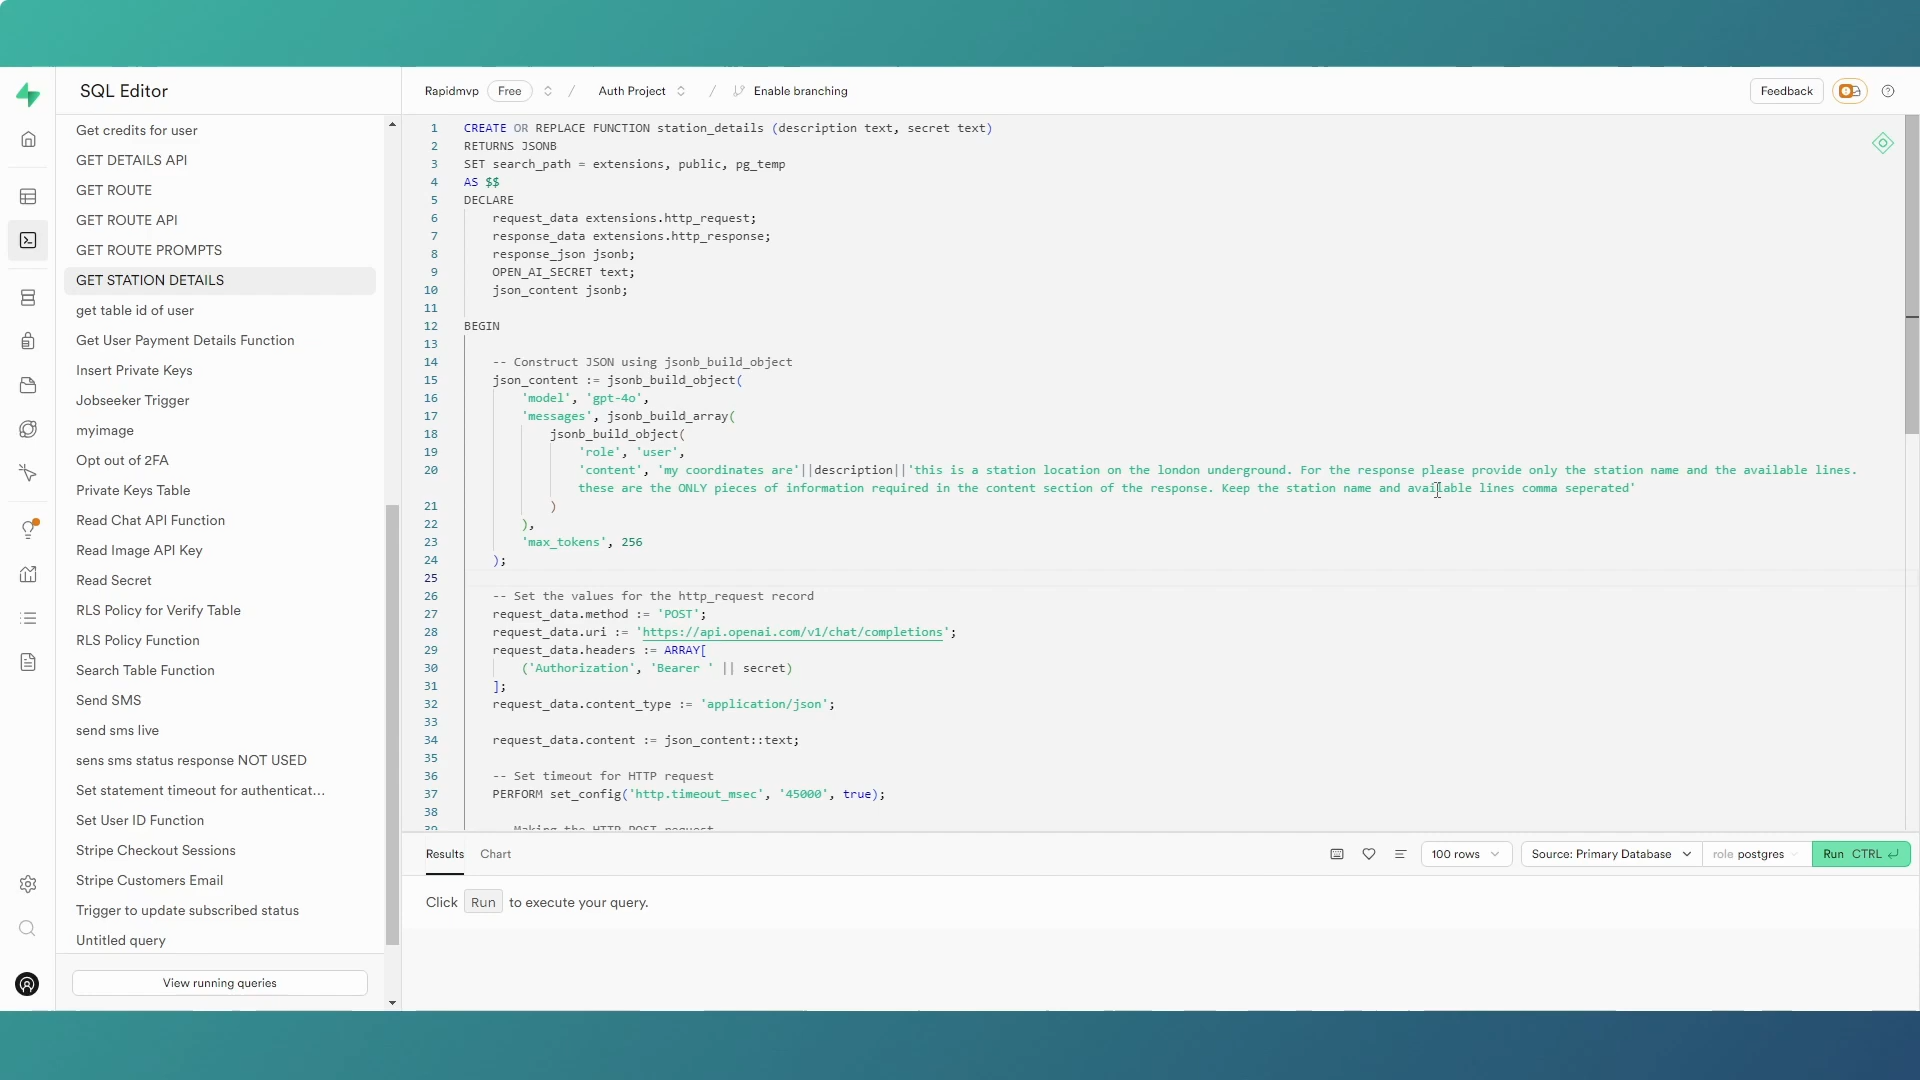 SQL Editor
Rapidmvp Free / Auth Project / Enable branching
Feedback
Get credits for user
GET DETAILS API
GET ROUTE
GET ROUTE API
GET ROUTE PROMPTS
GET STATION DETAILS
get table id of user
Get User Payment Details Function
Insert Private Keys
Jobseeker Trigger
myimage
Opt out of 2FA
Private Keys Table
Read Chat API Function
Read Image API Key
Read Secret
RLS Policy for Verify Table
RLS Policy Function
Search Table Function
Send SMS
send sms live
sens sms status response NOT USED
Set statement timeout for authenticat...
Set User ID Function
Stripe Checkout Sessions
Stripe Customers Email
Trigger to update subscribed status
Untitled query
View running queries
1 CREATE OR REPLACE FUNCTION station_details (description text, secret text)
2 RETURNS JSONB
3 SET search_path = extensions, public, pg_temp
4 AS $$
5 DECLARE
6 request_data extensions.http_request;
7 response_data extensions.http_response;
8 response_json jsonb;
9 OPEN_AI_SECRET text;
10 json_content jsonb;
11
12 BEGIN
13
14 -- Construct JSON using jsonb_build_object
15 json_content := jsonb_build_object(
16 'model', 'gpt-4o',
17 'messages', jsonb_build_array(
18 jsonb_build_object(
19 'role', 'user',
20 'content', 'my coordinates are'||description||'this is a station location on the london underground. For the response please provide only the station name and the available lines.
these are the ONLY pieces of information required in the content section of the response. Keep the station name and available lines comma seperated'
21 )
22 ),
23 'max_tokens', 256
24 );
25
26 -- Set the values for the http_request record
27 request_data.method := 'POST';
28 request_data.uri := 'https://api.openai.com/v1/chat/completions';
29 request_data.headers := ARRAY[
30 ('Authorization', 'Bearer ' || secret)
31 ];
32 request_data.content_type := 'application/json';
33
34 request_data.content := json_content::text;
35
36 -- Set timeout for HTTP request
37 PERFORM set_config('http.timeout_msec', '45000', true);
38
39 -- Making the HTTP POST request
Results Chart
100 rows Source: Primary Database role postgres Run CTRL
Click Run to execute your query.